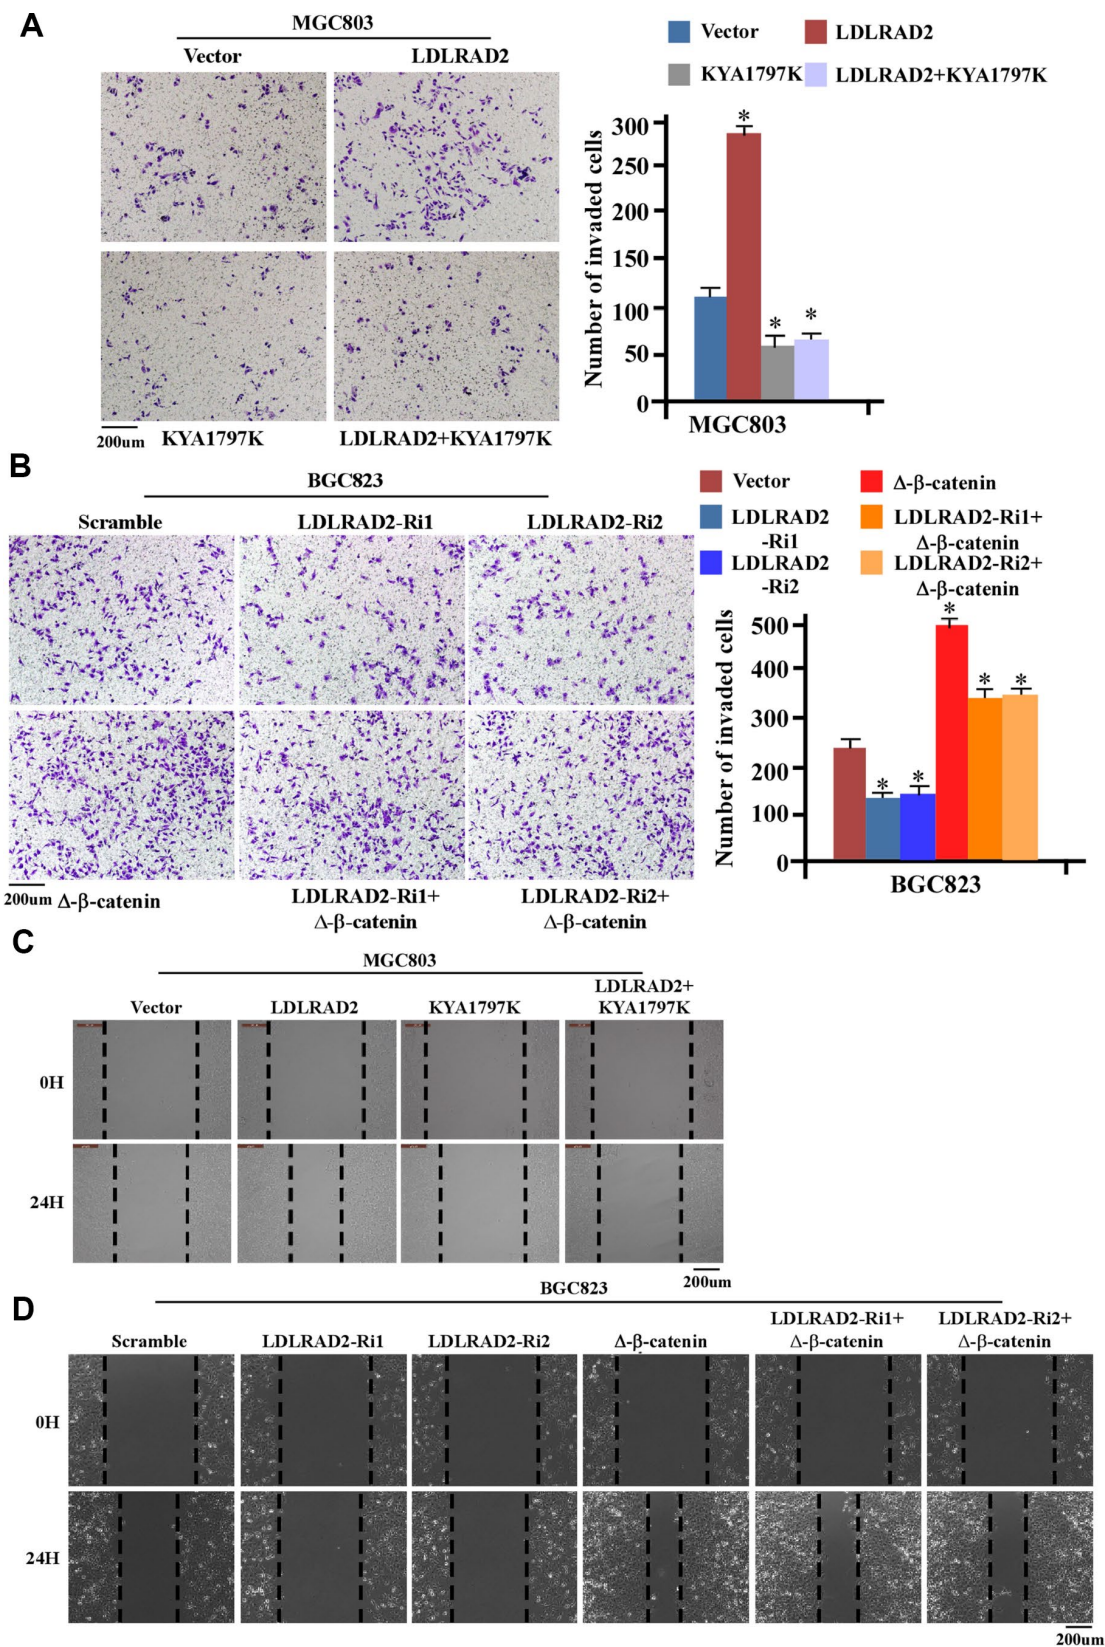 A
MGC803
Vector
LDLRAD2
KYA1797K
LDLRAD2+KYA1797K
200um
Vector
LDLRAD2
KYA1797K
LDLRAD2+KYA1797K
Number of invaded cells
300
250
200
150
100
50
0
*
*
*
MGC803
B
BGC823
Scramble
LDLRAD2-Ri1
LDLRAD2-Ri2
200um
Δ-β-catenin
LDLRAD2-Ri1+
Δ-β-catenin
LDLRAD2-Ri2+
Δ-β-catenin
Vector
LDLRAD2
-Ri1
LDLRAD2
-Ri2
Δ-β-catenin
LDLRAD2-Ri1+
Δ-β-catenin
LDLRAD2-Ri2+
Δ-β-catenin
Number of invaded cells
500
400
300
200
100
0
*
*
*
*
*
BGC823
C
MGC803
Vector
LDLRAD2
KYA1797K
LDLRAD2+
KYA1797K
0H
24H
200um
D
BGC823
Scramble
LDLRAD2-Ri1
LDLRAD2-Ri2
Δ-β-catenin
LDLRAD2-Ri1+
Δ-β-catenin
LDLRAD2-Ri2+
Δ-β-catenin
0H
24H
200um